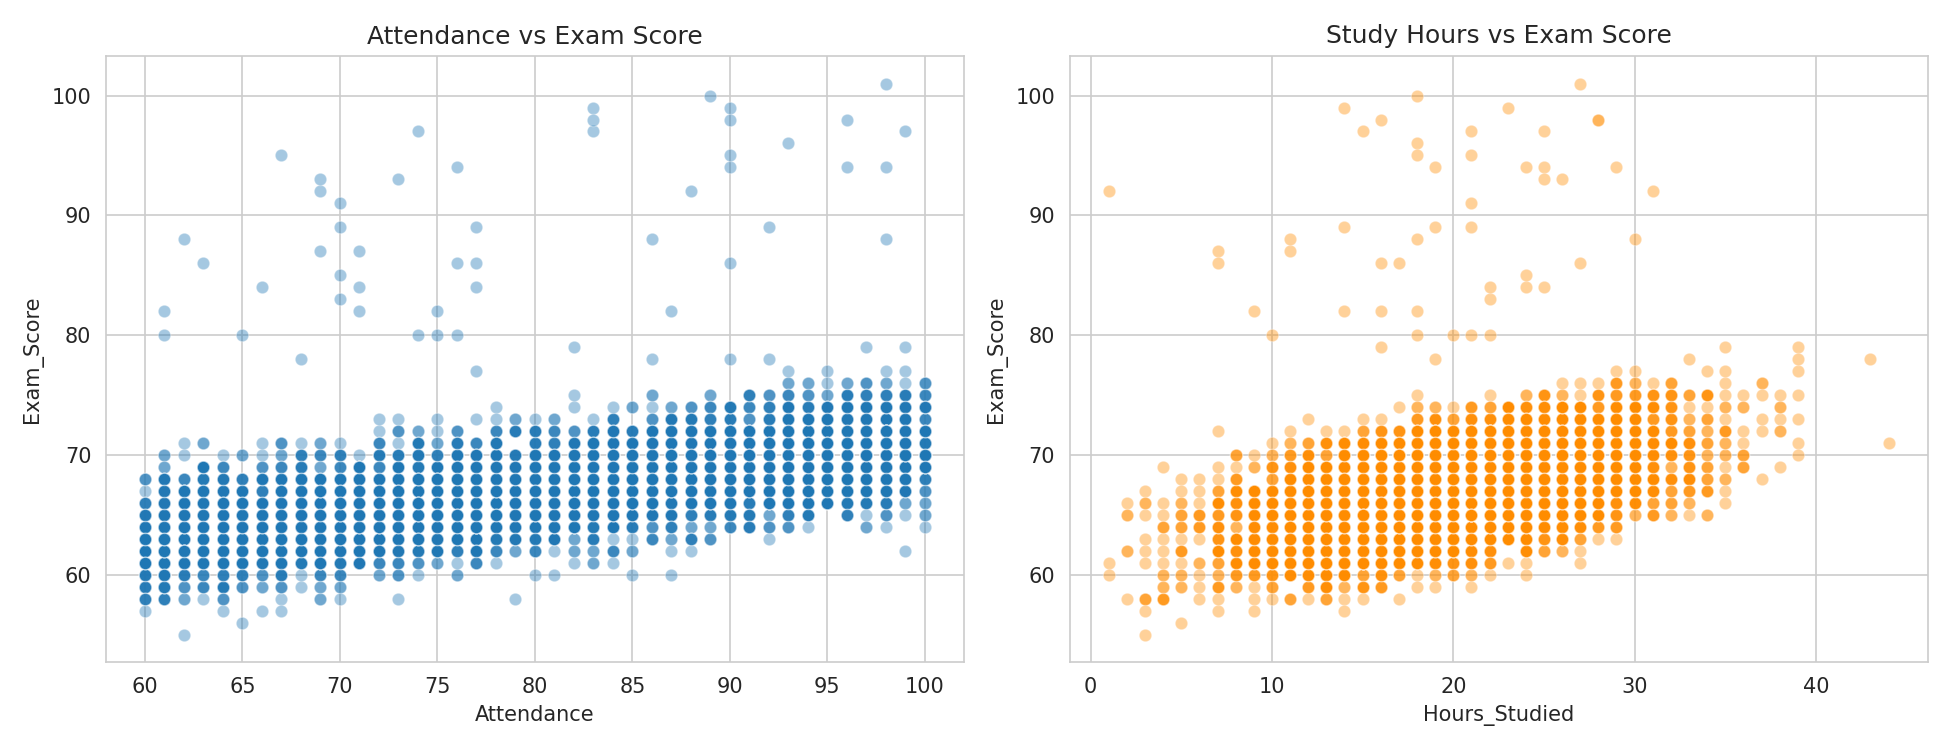 Attendance vs Exam Score
Exam_Score
100
90
80
70
60
60 65 70 75 80 85 90 95 100
Attendance
Study Hours vs Exam Score
Exam_Score
100
90
80
70
60
0 10 20 30 40
Hours_Studied